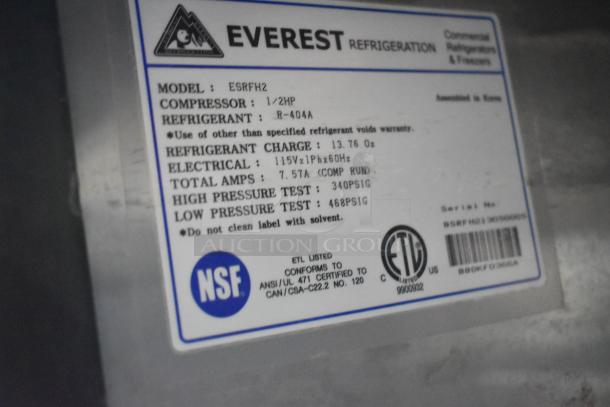 EVEREST REFRIGERATION
Commercial
Refrigerators
& Freezers
MODEL : ESRFH2
COMPRESSOR : 1/2HP
REFRIGERANT : R-404A
Assembled in Korea
*Use of other than specified refrigerant voids warranty.
REFRIGERANT CHARGE : 13.76 Oz
ELECTRICAL : 115Vx1Phx60Hz
TOTAL AMPS : 7.57A (COMP RUN)
HIGH PRESSURE TEST : 340PSIG
LOW PRESSURE TEST : 468PSIG
*Do not clean label with solvent.
Serial No:
AUCTION GROUP
NSF
ETL LISTED
CONFORMS TO
ANSI/UL 471 CERTIFIED TO
CAN/CSA-C22.2 NO. 120
C ETL US
LISTED
9900932